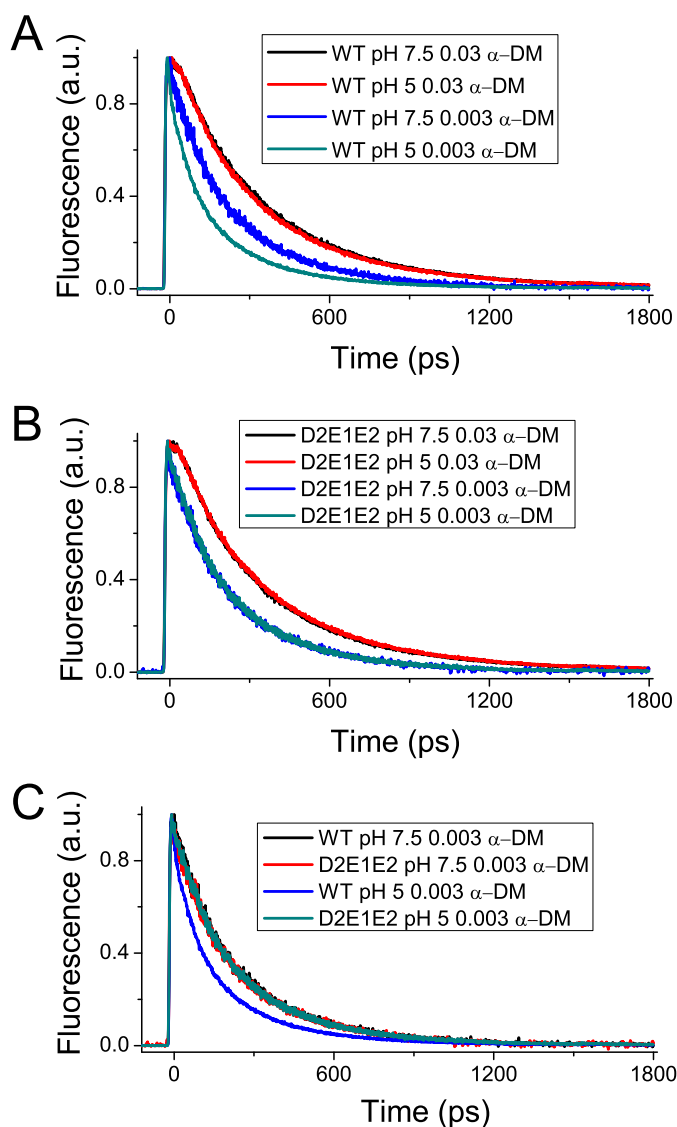 A
Fluorescence (a.u.)
0.8
0.4
0.0
WT pH 7.5 0.03 α−DM
WT pH 5 0.03 α−DM
WT pH 7.5 0.003 α−DM
WT pH 5 0.003 α−DM
0 600 1200 1800
Time (ps)
B
Fluorescence (a.u.)
0.8
0.4
0.0
D2E1E2 pH 7.5 0.03 α−DM
D2E1E2 pH 5 0.03 α−DM
D2E1E2 pH 7.5 0.003 α−DM
D2E1E2 pH 5 0.003 α−DM
0 600 1200 1800
Time (ps)
C
Fluorescence (a.u.)
0.8
0.4
0.0
WT pH 7.5 0.003 α−DM
D2E1E2 pH 7.5 0.003 α−DM
WT pH 5 0.003 α−DM
D2E1E2 pH 5 0.003 α−DM
0 600 1200 1800
Time (ps)